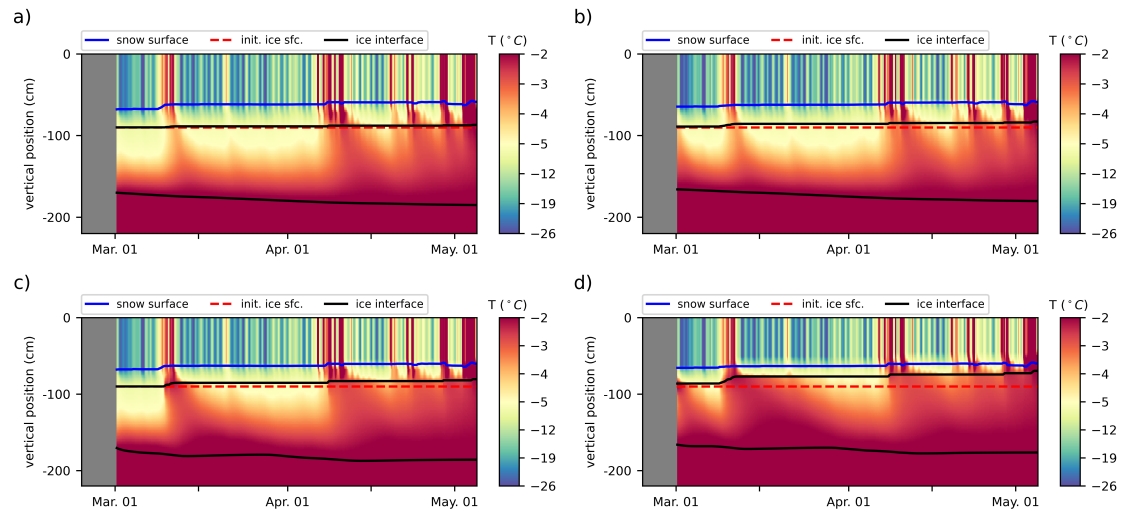 a)
snow surface init. ice sfc. ice interface T (°C)
vertical position (cm)
0
-100
-200
Mar. 01 Apr. 01 May. 01
−2
−3
−4
−5
−12
−19
−26
b)
snow surface init. ice sfc. ice interface T (°C)
vertical position (cm)
0
-100
-200
Mar. 01 Apr. 01 May. 01
−2
−3
−4
−5
−12
−19
−26
c)
snow surface init. ice sfc. ice interface T (°C)
vertical position (cm)
0
-100
-200
Mar. 01 Apr. 01 May. 01
−2
−3
−4
−5
−12
−19
−26
d)
snow surface init. ice sfc. ice interface T (°C)
vertical position (cm)
0
-100
-200
Mar. 01 Apr. 01 May. 01
−2
−3
−4
−5
−12
−19
−26